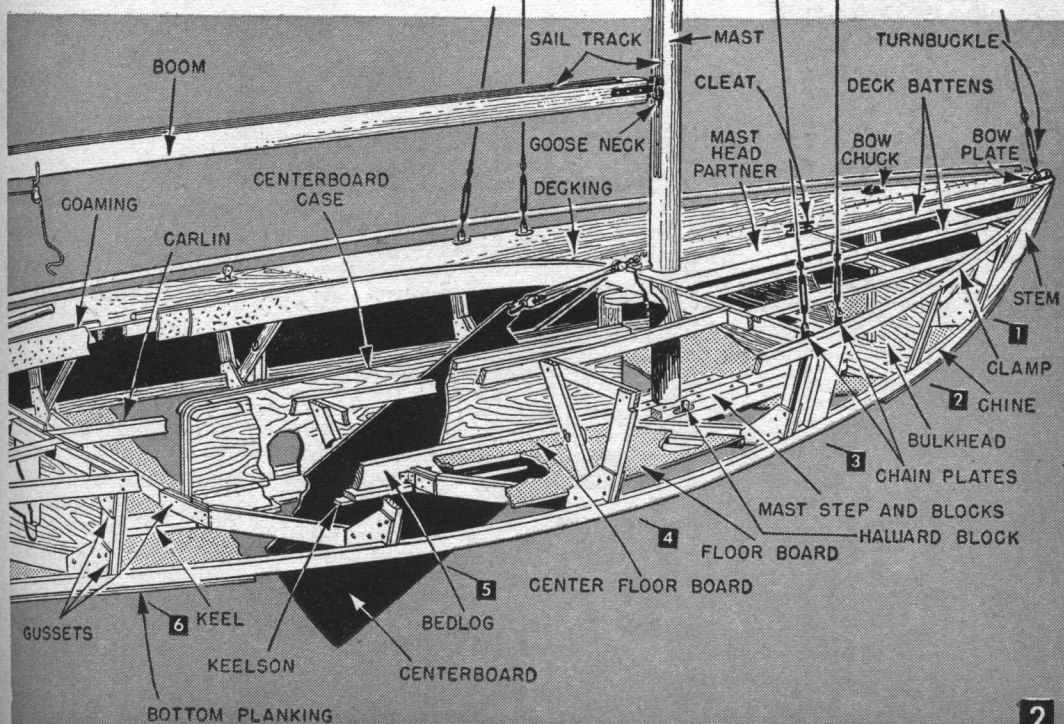 SAIL TRACK
MAST
TURNBUCKLE
BOOM
CLEAT
DECK BATTENS
GOOSE NECK
MAST
HEAD
PARTNER
BOW
CHUCK
BOW
PLATE
CENTERBOARD
CASE
DECKING
COAMING
CARLIN
STEM
1
CLAMP
2
CHINE
BULKHEAD
3
CHAIN PLATES
MAST STEP AND BLOCKS
4
FLOOR BOARD
HALLIARD BLOCK
5
CENTER FLOOR BOARD
6
KEEL
BEDLOG
GUSSETS
KEELSON
CENTERBOARD
BOTTOM PLANKING
2